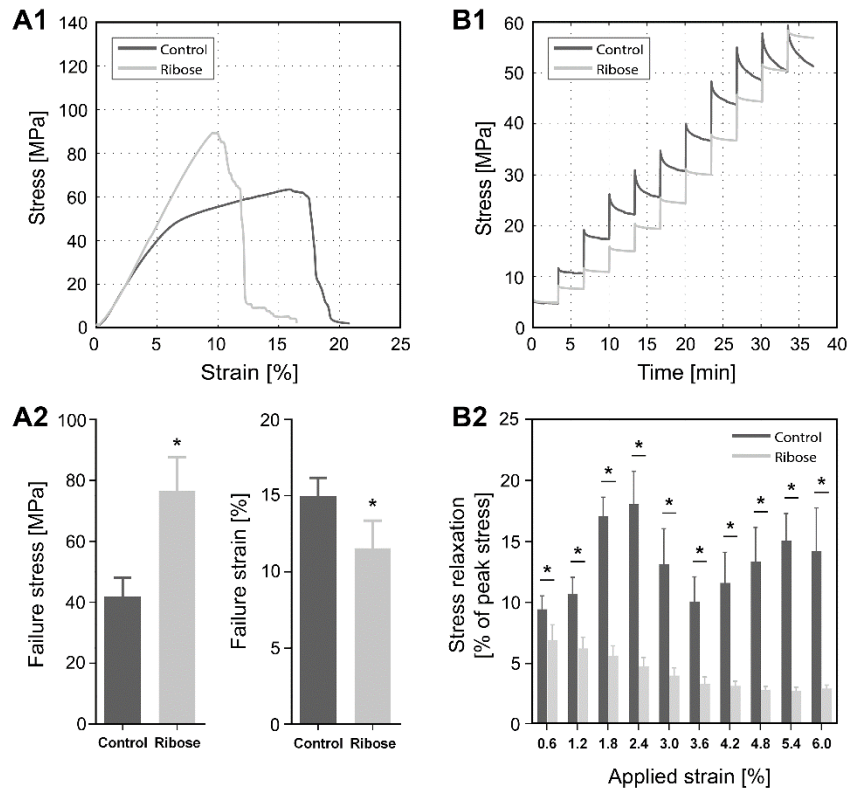 A1
Stress [MPa]
140
120
100
80
60
40
20
0
Control
Ribose
0 5 10 15 20 25
Strain [%]
B1
Stress [MPa]
60
50
40
30
20
10
0
Control
Ribose
0 5 10 15 20 25 30 35 40
Time [min]
A2
Failure stress [MPa]
100
80
60
40
20
0
*
Control Ribose
Failure strain [%]
20
15
10
5
0
*
Control Ribose
B2
Stress relaxation
[% of peak stress]
25
20
15
10
5
0
Control
Ribose
* * * * * * * * * *
0.6 1.2 1.8 2.4 3.0 3.6 4.2 4.8 5.4 6.0
Applied strain [%]